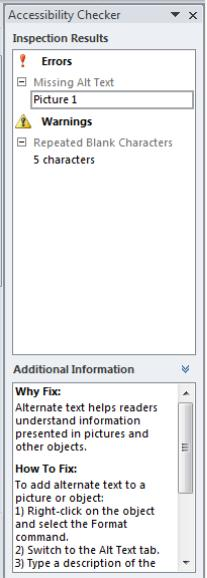 Accessibility Checker
Inspection Results
Errors
Missing Alt Text
Picture 1
Warnings
Repeated Blank Characters
5 characters
Additional Information
Why Fix:
Alternate text helps readers
understand information
presented in pictures and
other objects.
How To Fix:
To add alternate text to a
picture or object:
1) Right-click on the object
and select the Format
command.
2) Switch to the Alt Text tab.
3) Type a description of the